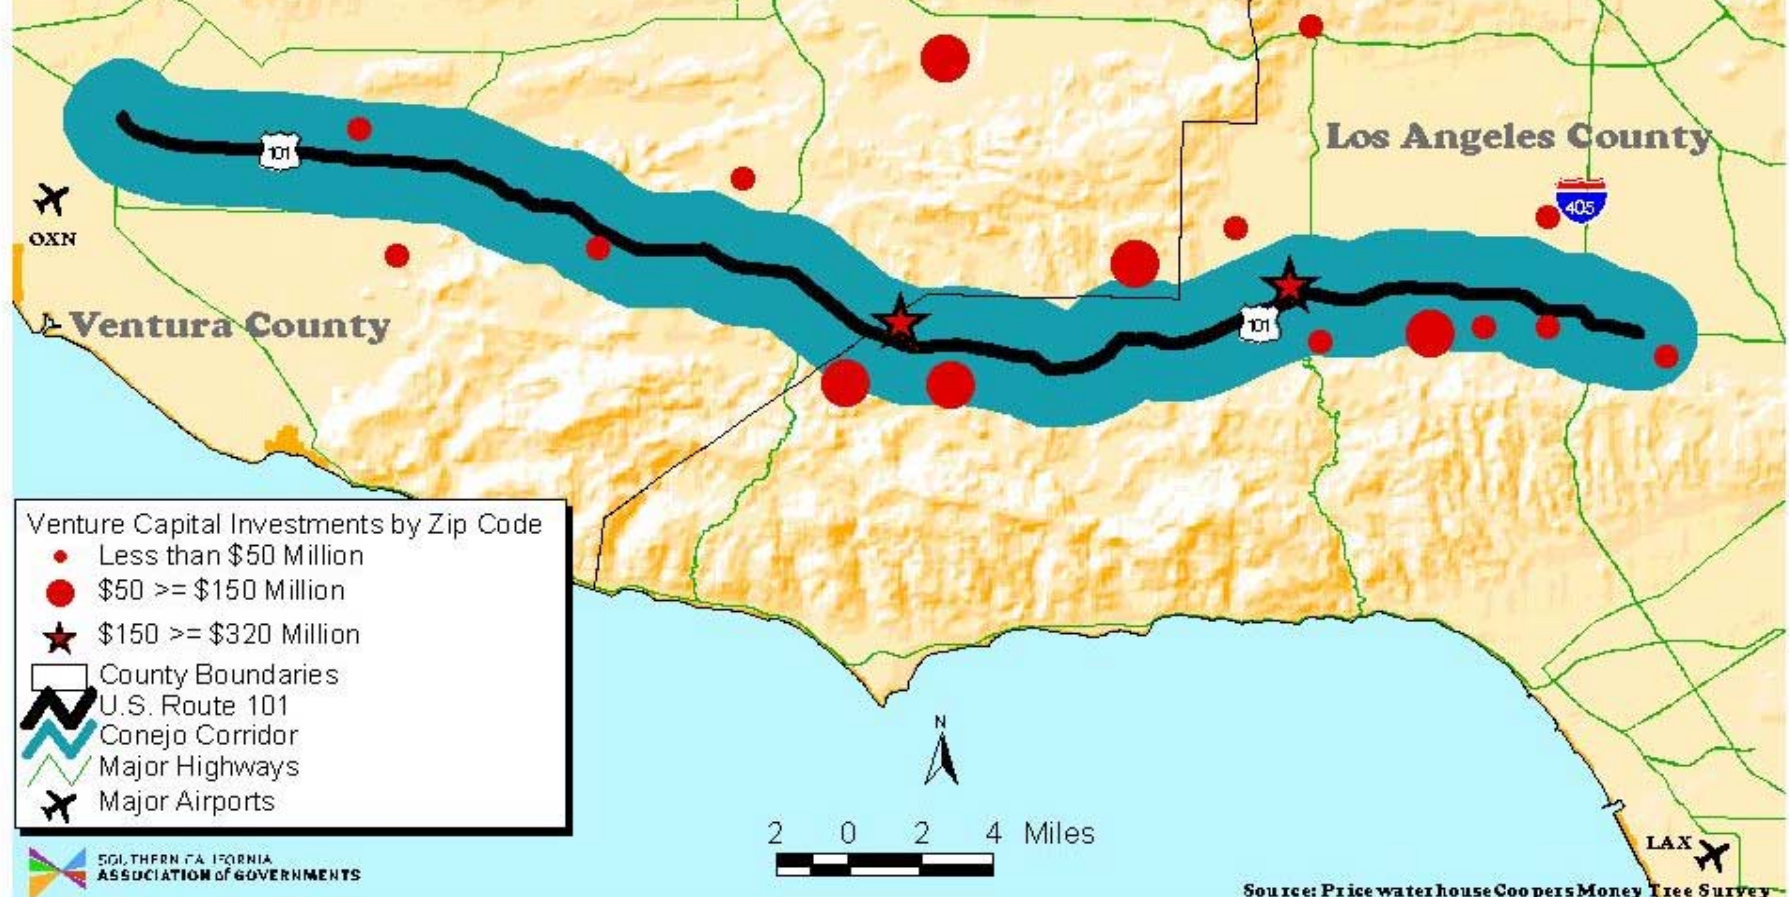 Los Angeles County
101
405
OXN
Ventura County
101
Venture Capital Investments by Zip Code
Less than $50 Million
$50 >= $150 Million
$150 >= $320 Million
County Boundaries
U.S. Route 101
Conejo Corridor
Major Highways
Major Airports
N
2 0 2 4 Miles
LAX
SOUTHERN CALIFORNIA
ASSOCIATION of GOVERNMENTS
Source: PricewaterhouseCoopers Money Tree Survey